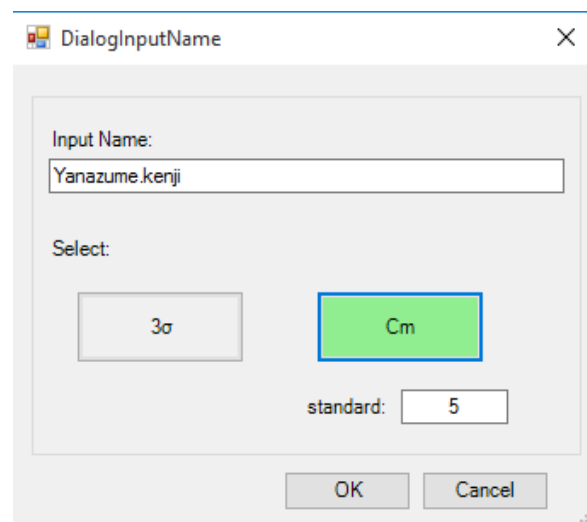 DialogInputName
Input Name:
Yanazume.kenji
Select:
3σ Cm
standard: 5
OK Cancel